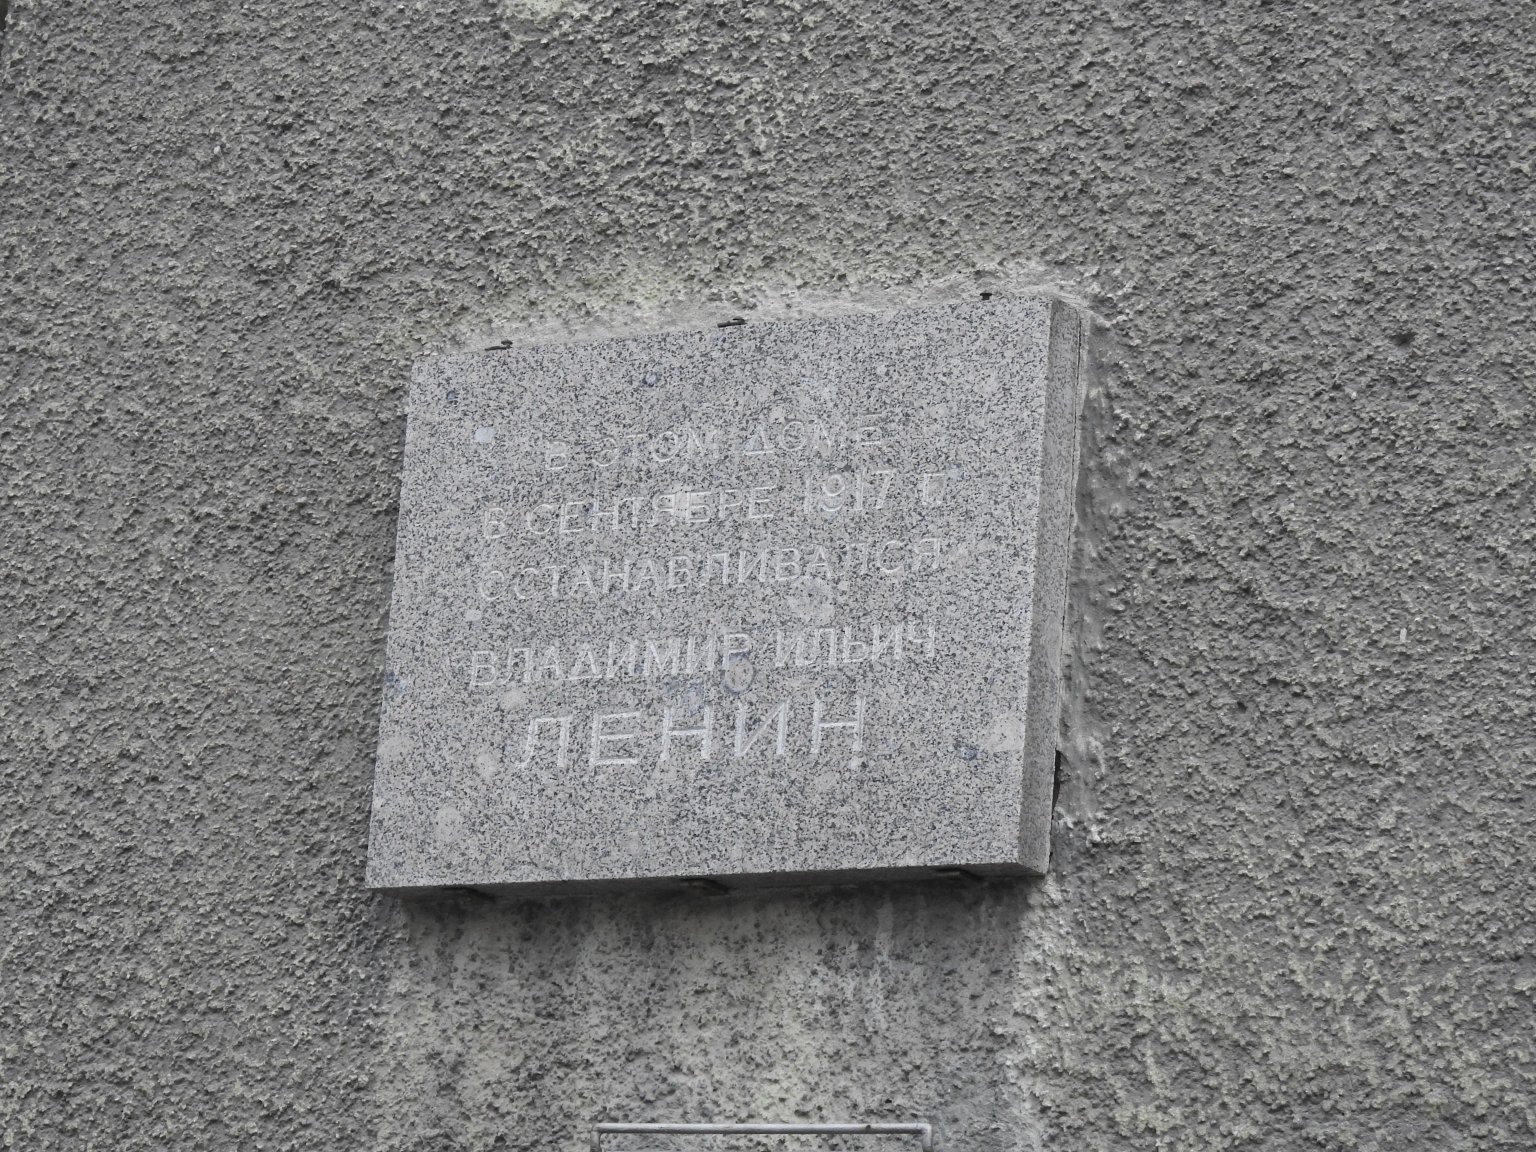 В ЭТОМ ДОМЕ
В СЕНТЯБРЕ 1917 Г.
ОСТАНАВЛИВАЛСЯ
ВЛАДИМИР ИЛЬИЧ
ЛЕНИН